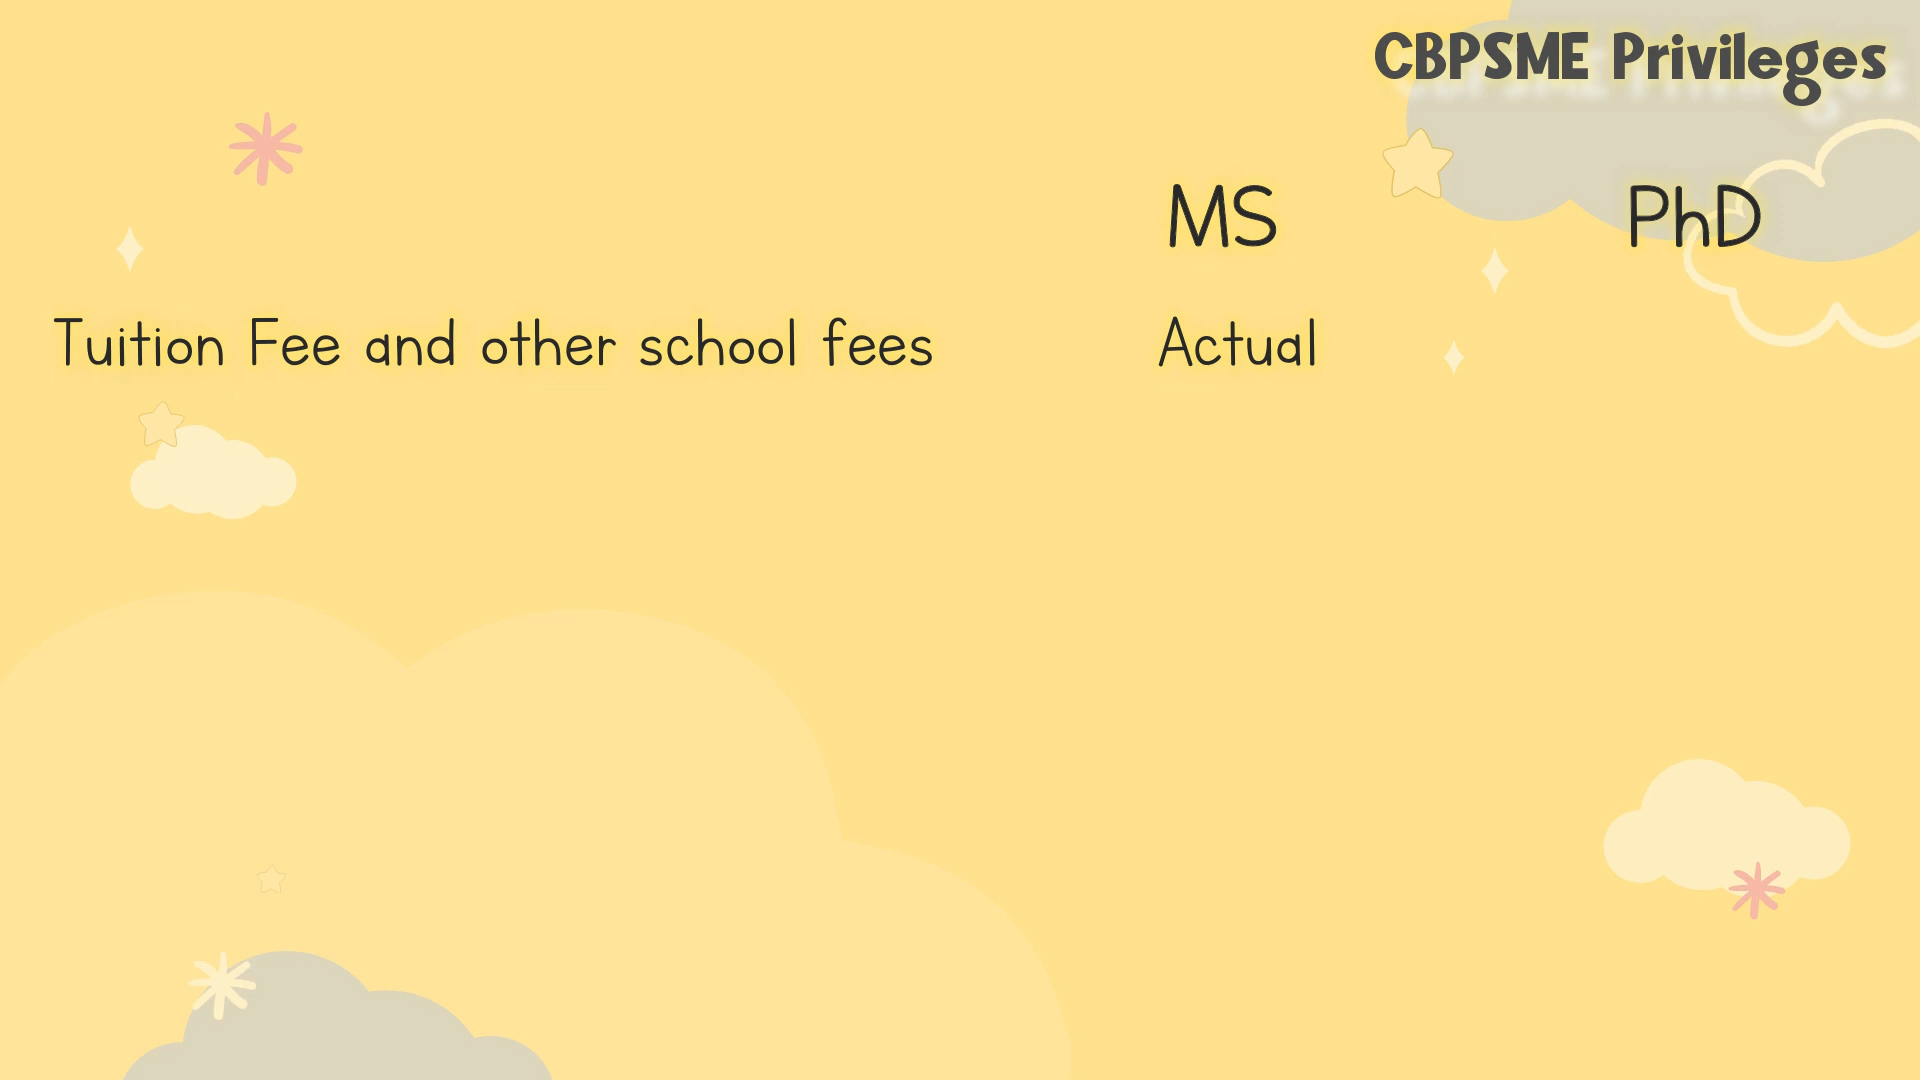 CBPSME Privileges
MS PhD
Tuition Fee and other school fees Actual